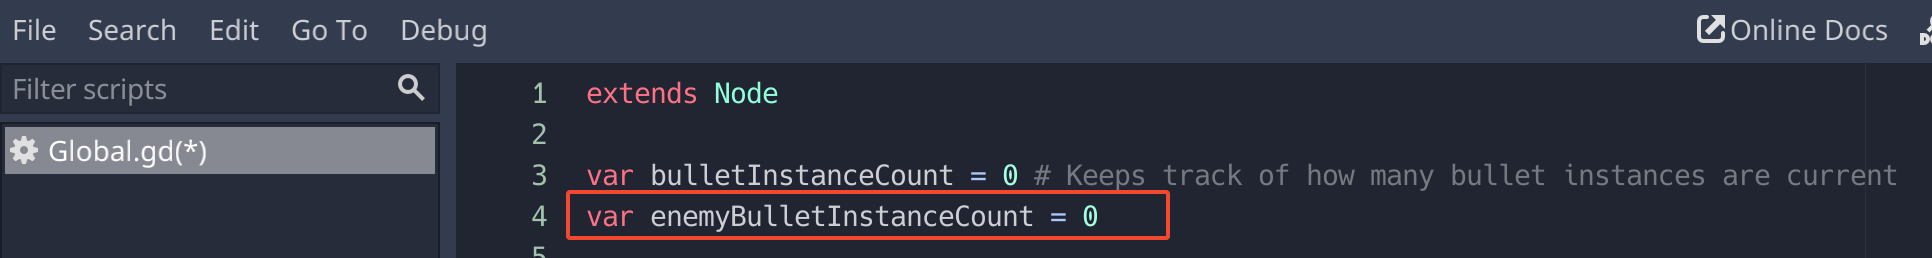 File Search Edit Go To Debug Online Docs
Filter scripts
Global.gd(*)
1 extends Node
2
3 var bulletInstanceCount = 0 # Keeps track of how many bullet instances are current
4 var enemyBulletInstanceCount = 0
5